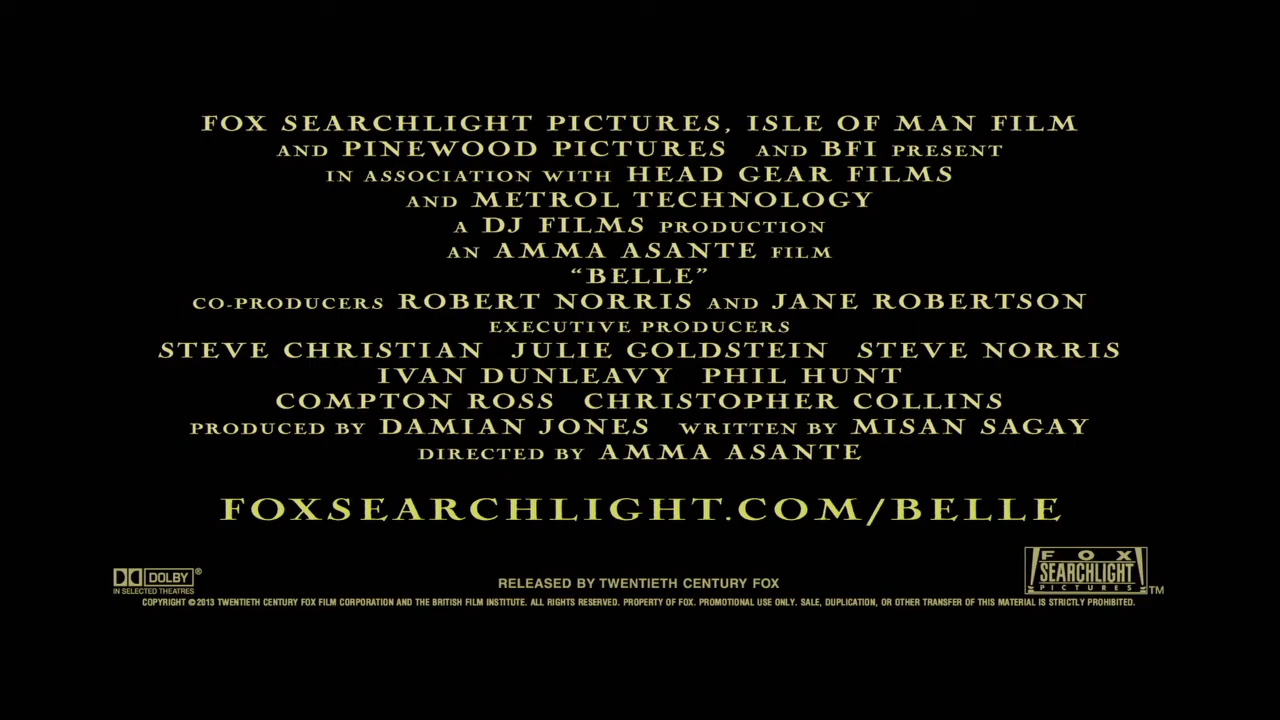 FOX SEARCHLIGHT PICTURES, ISLE OF MAN FILM
AND PINEWOOD PICTURES AND BFI PRESENT
IN ASSOCIATION WITH HEAD GEAR FILMS
AND METROL TECHNOLOGY
A DJ FILMS PRODUCTION
AN AMMA ASANTE FILM
“BELLE”
CO-PRODUCERS ROBERT NORRIS AND JANE ROBERTSON
EXECUTIVE PRODUCERS
STEVE CHRISTIAN JULIE GOLDSTEIN STEVE NORRIS
IVAN DUNLEAVY PHIL HUNT
COMPTON ROSS CHRISTOPHER COLLINS
PRODUCED BY DAMIAN JONES WRITTEN BY MISAN SAGAY
DIRECTED BY AMMA ASANTE
FOXSEARCHLIGHT.COM/BELLE
DOLBY®
IN SELECTED THEATRES
RELEASED BY TWENTIETH CENTURY FOX
FOX
SEARCHLIGHT
PICTURES™
COPYRIGHT ©2013 TWENTIETH CENTURY FOX FILM CORPORATION AND THE BRITISH FILM INSTITUTE. ALL RIGHTS RESERVED. PROPERTY OF FOX. PROMOTIONAL USE ONLY. SALE, DUPLICATION, OR OTHER TRANSFER OF THIS MATERIAL IS STRICTLY PROHIBITED.